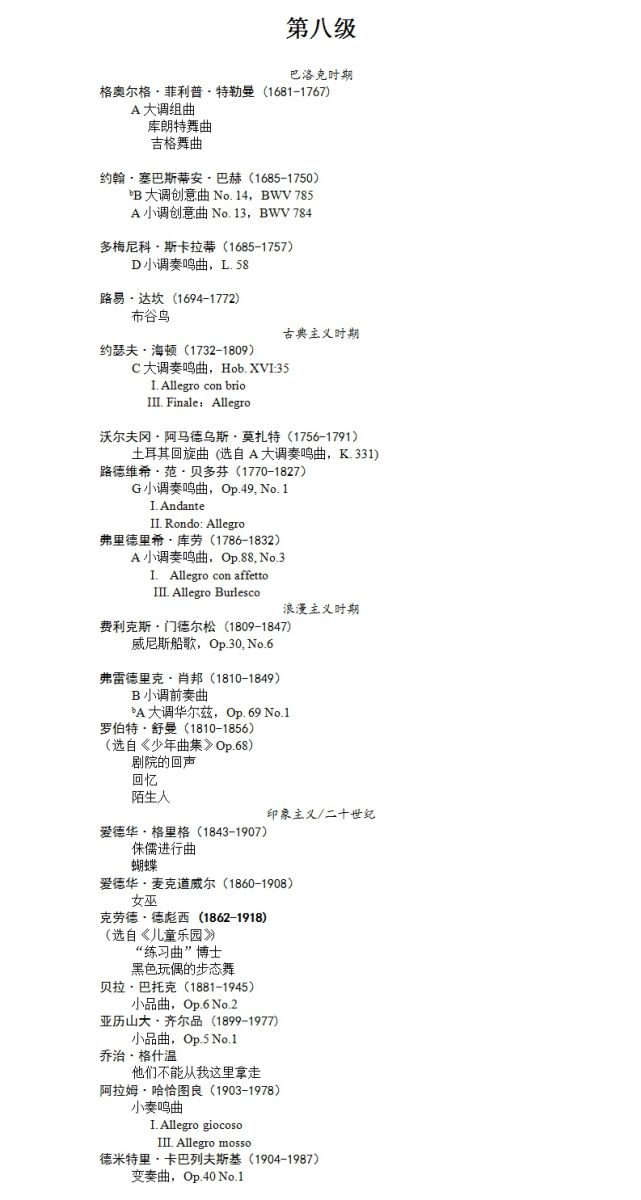 第八级
巴洛克时期
格奥尔格·菲利普·特勒曼 (1681-1767)
A 大调组曲
库朗特舞曲
吉格舞曲
约翰·塞巴斯蒂安·巴赫（1685-1750）
ᵇB 大调创意曲 No. 14，BWV 785
A 小调创意曲 No. 13，BWV 784
多梅尼科·斯卡拉蒂（1685-1757）
D 小调奏鸣曲，L. 58
路易·达坎 (1694-1772)
布谷鸟
古典主义时期
约瑟夫·海顿（1732-1809）
C 大调奏鸣曲，Hob. XVI:35
I. Allegro con brio
III. Finale：Allegro
沃尔夫冈·阿马德乌斯·莫扎特（1756-1791）
土耳其回旋曲 (选自 A 大调奏鸣曲，K. 331)
路德维希·范·贝多芬（1770-1827）
G 小调奏鸣曲，Op.49, No. 1
I. Andante
II. Rondo: Allegro
弗里德里希·库劳（1786-1832）
A 小调奏鸣曲，Op.88, No.3
I. Allegro con affetto
III. Allegro Burlesco
浪漫主义时期
费利克斯·门德尔松 (1809-1847)
威尼斯船歌，Op.30, No.6
弗雷德里克·肖邦（1810-1849）
B 小调前奏曲
ᵇA 大调华尔兹，Op. 69 No.1
罗伯特·舒曼（1810-1856）
（选自《少年曲集》Op.68）
剧院的回声
回忆
陌生人
印象主义/二十世纪
爱德华·格里格（1843-1907）
侏儒进行曲
蝴蝶
爱德华·麦克道威尔（1860-1908）
女巫
克劳德·德彪西 (1862-1918)
（选自《儿童乐园》）
“练习曲”博士
黑色玩偶的步态舞
贝拉·巴托克（1881-1945）
小品曲，Op.6 No.2
亚历山大·齐尔品 (1899-1977)
小品曲，Op.5 No.1
乔治·格什温
他们不能从我这里拿走
阿拉姆·哈恰图良（1903-1978）
小奏鸣曲
I. Allegro giocoso
III. Allegro mosso
德米特里·卡巴列夫斯基（1904-1987）
变奏曲，Op.40 No.1